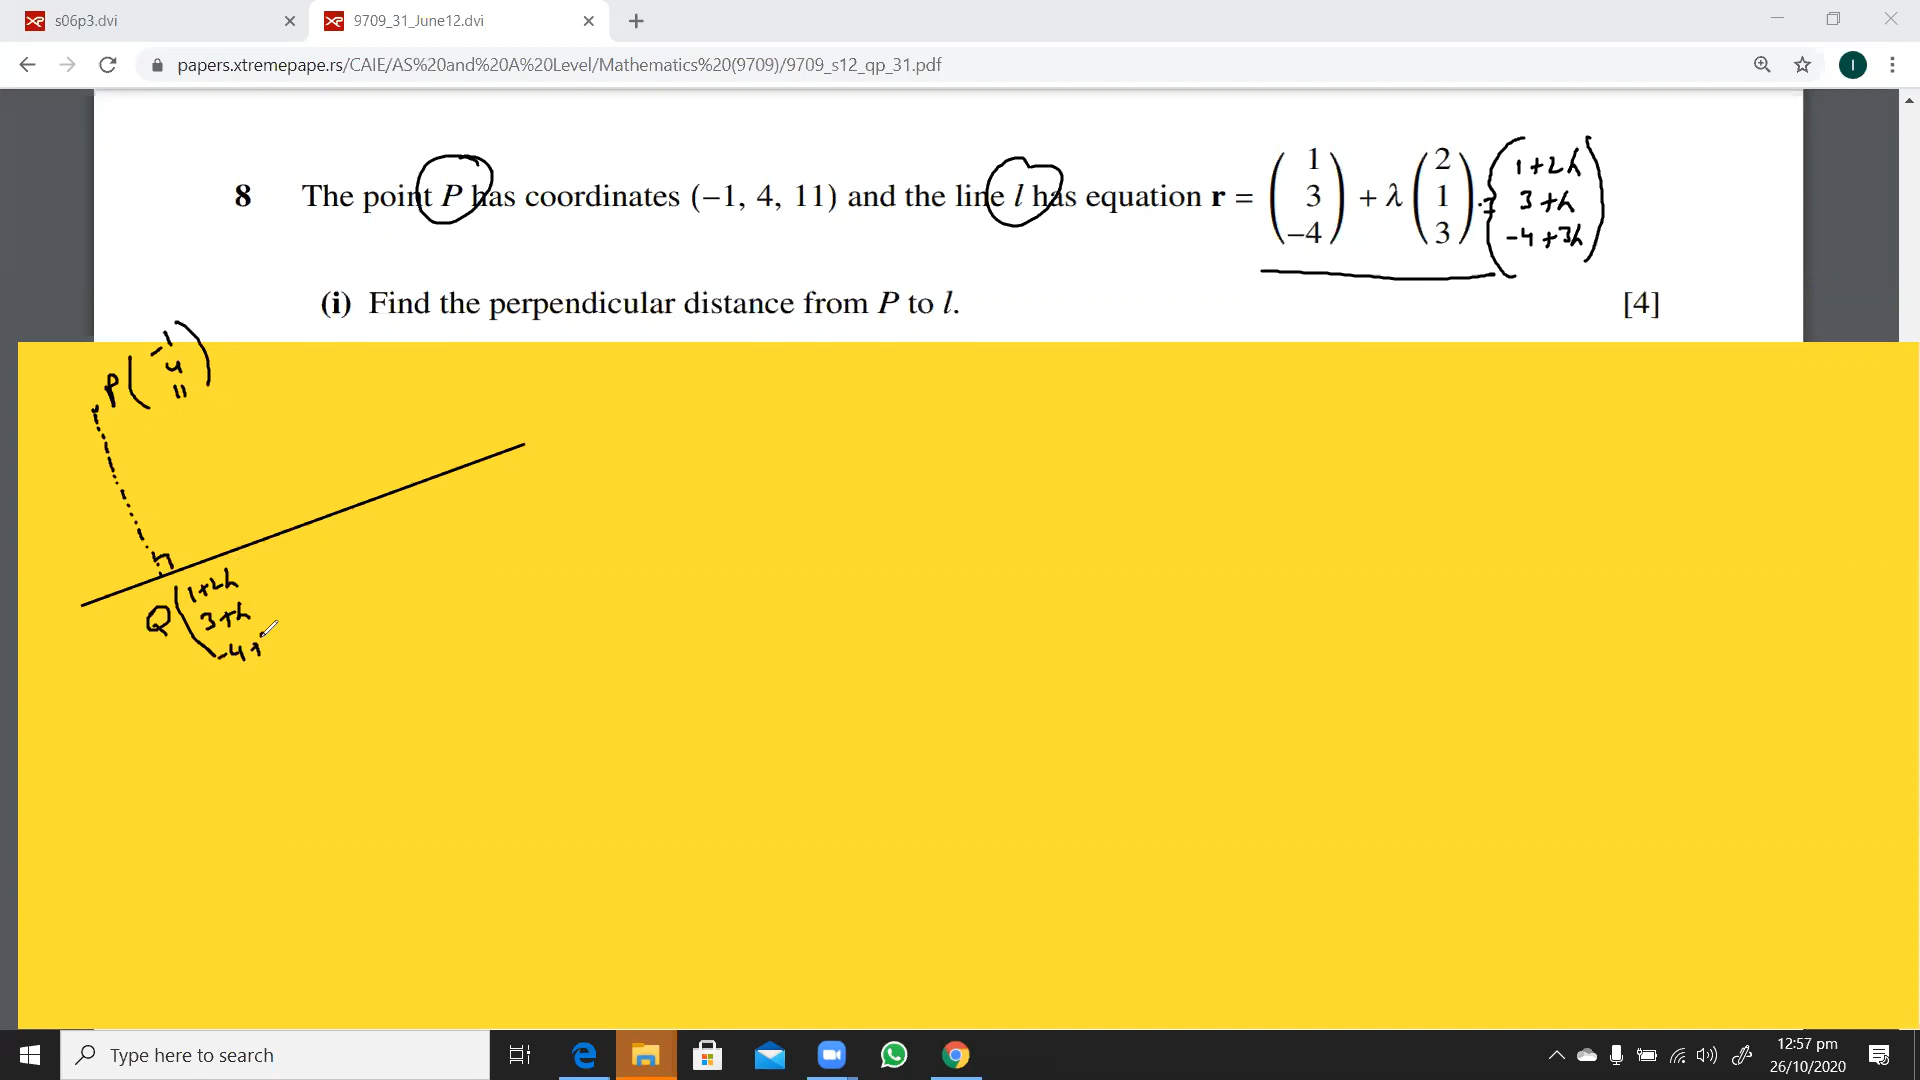 s06p3.dvi
9709_31_June12.dvi
papers.xtremepape.rs/CAIE/AS%20and%20A%20Level/Mathematics%20(9709)/9709_s12_qp_31.pdf
I
8 The point P has coordinates (−1, 4, 11) and the line l has equation r = (1 3 −4) + λ (2 1 3). = (1+2λ 3+λ -4+3λ)
(i) Find the perpendicular distance from P to l. [4]
P (-1 4 11)
Q (1+2λ 3+λ -4+
Type here to search
12:57 pm
26/10/2020